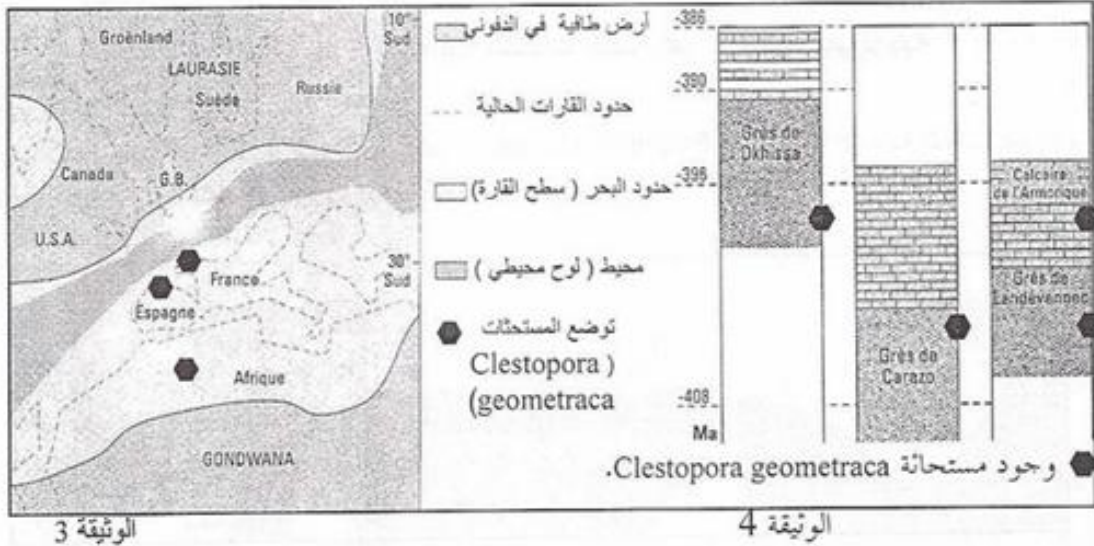 10°
Sud
Groënland
LAURASIE
Suède
Russie
Canada
G.B.
U.S.A.
30°
Sud
France
Espagne
Afrique
GONDWANA
الوثيقة 3
أرض طافية في الدفوني
حدود القارات الحالية
حدود البحر ( سطح القارة)
محيط ( لوح محيطي )
توضع المستحثات
Clestopora )
(geometraca
-386
-390
-395
-408
Ma
Grès de
Okhissa
Grès de
Carazo
Calcaire
de l'Armorique
Grès de
Landévennec
وجود مستحاثة Clestopora geometraca.
الوثيقة 4